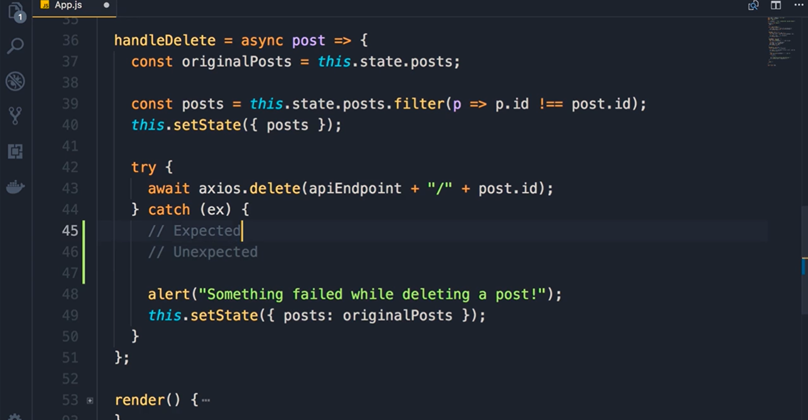 App.js
1
35
36 handleDelete = async post => {
37 const originalPosts = this.state.posts;
38
39 const posts = this.state.posts.filter(p => p.id !== post.id);
40 this.setState({ posts });
41
42 try {
43 await axios.delete(apiEndpoint + "/" + post.id);
44 } catch (ex) {
45 // Expected
46 // Unexpected
47
48 alert("Something failed while deleting a post!");
49 this.setState({ posts: originalPosts });
50 }
51 };
52
53 render() {
93 }